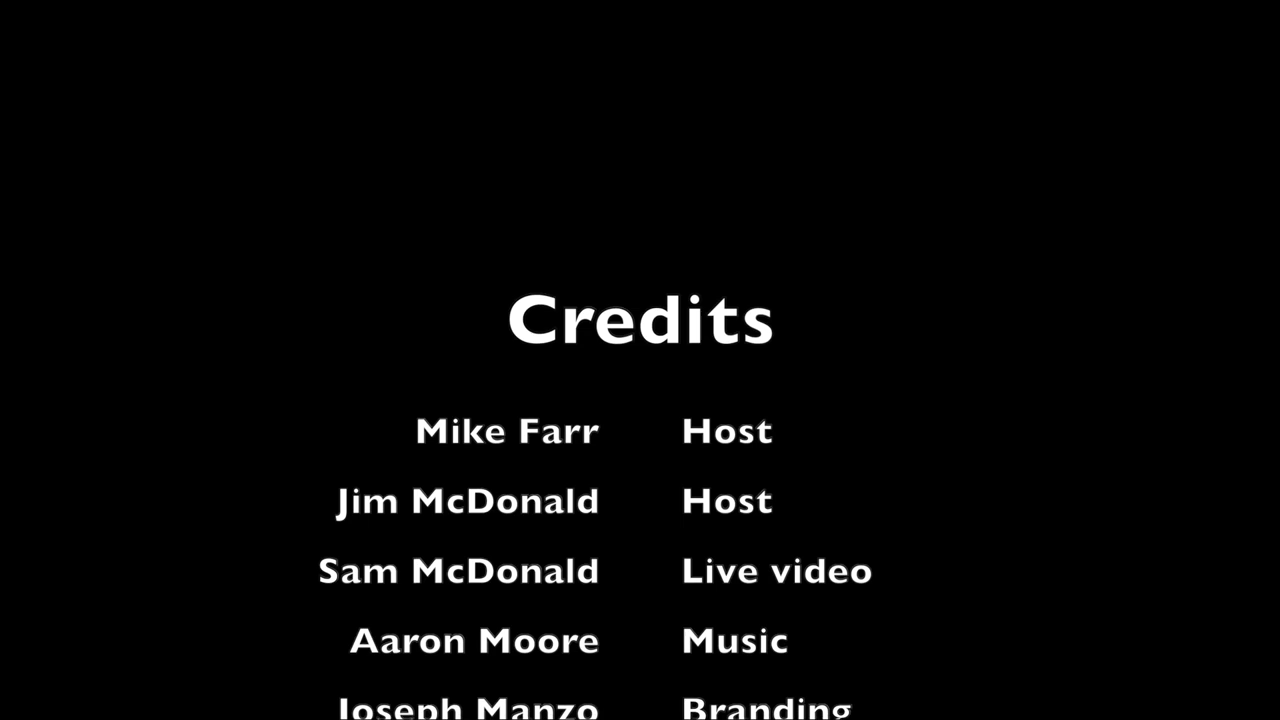 Credits
Mike Farr Host
Jim McDonald Host
Sam McDonald Live video
Aaron Moore Music
Joseph Manzo Branding